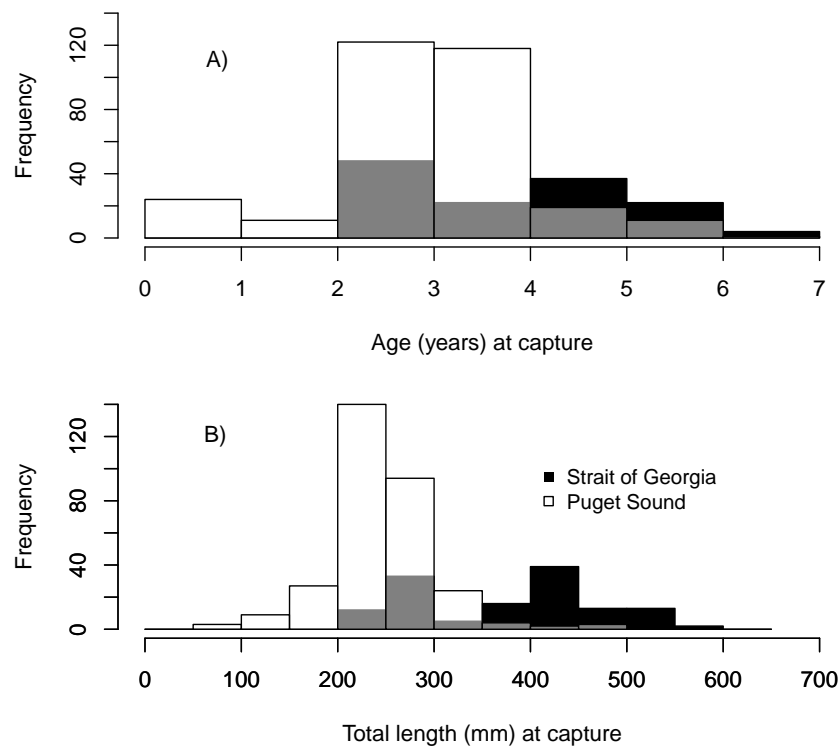 A)
Frequency
0
40
80
120
0 1 2 3 4 5 6 7
Age (years) at capture
B)
Frequency
0
40
80
120
Strait of Georgia
Puget Sound
0 100 200 300 400 500 600 700
Total length (mm) at capture